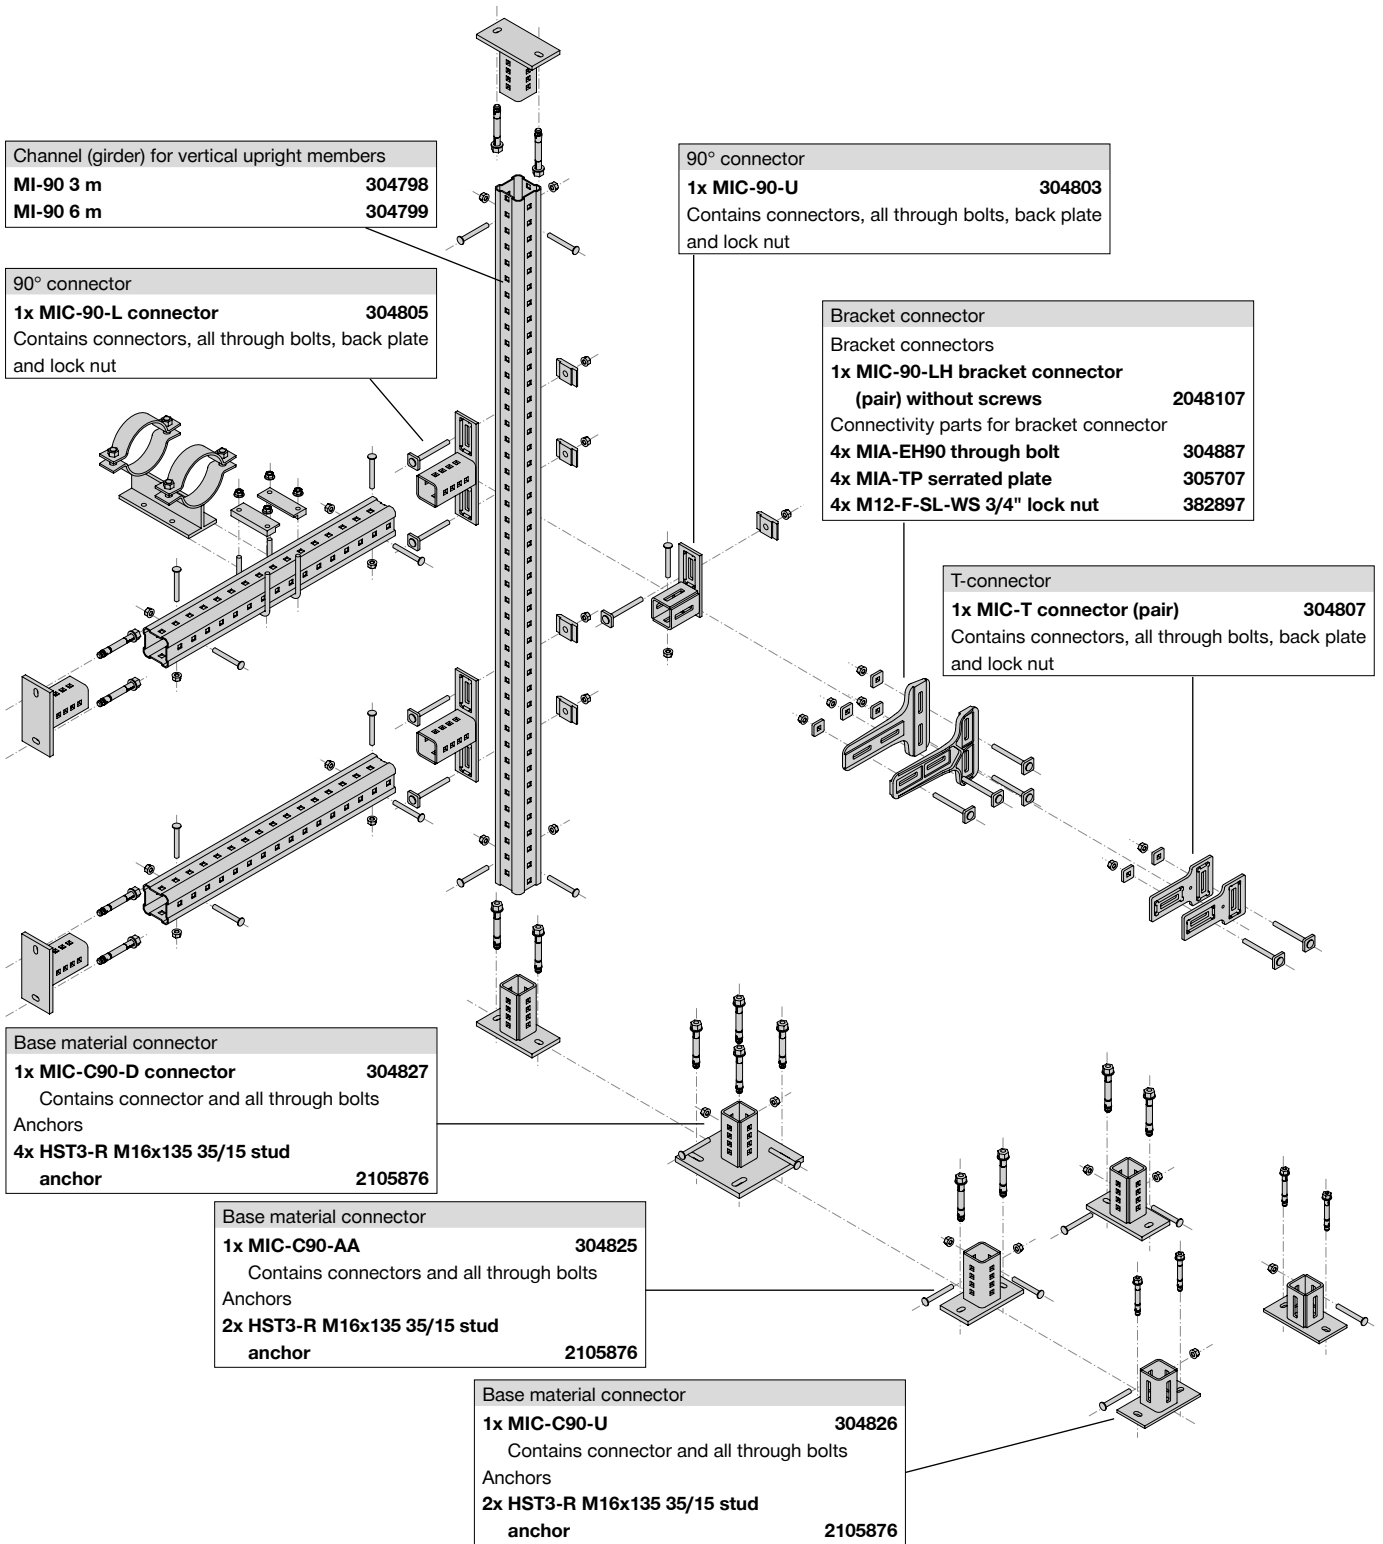 Channel (girder) for vertical upright members
MI-90 3 m 304798
MI-90 6 m 304799
90° connector
1x MIC-90-U 304803
Contains connectors, all through bolts, back plate
and lock nut
90° connector
1x MIC-90-L connector 304805
Contains connectors, all through bolts, back plate
and lock nut
Bracket connector
Bracket connectors
1x MIC-90-LH bracket connector
(pair) without screws 2048107
Connectivity parts for bracket connector
4x MIA-EH90 through bolt 304887
4x MIA-TP serrated plate 305707
4x M12-F-SL-WS 3/4" lock nut 382897
T-connector
1x MIC-T connector (pair) 304807
Contains connectors, all through bolts, back plate
and lock nut
Base material connector
1x MIC-C90-D connector 304827
Contains connector and all through bolts
Anchors
4x HST3-R M16x135 35/15 stud
anchor 2105876
Base material connector
1x MIC-C90-AA 304825
Contains connectors and all through bolts
Anchors
2x HST3-R M16x135 35/15 stud
anchor 2105876
Base material connector
1x MIC-C90-U 304826
Contains connector and all through bolts
Anchors
2x HST3-R M16x135 35/15 stud
anchor 2105876